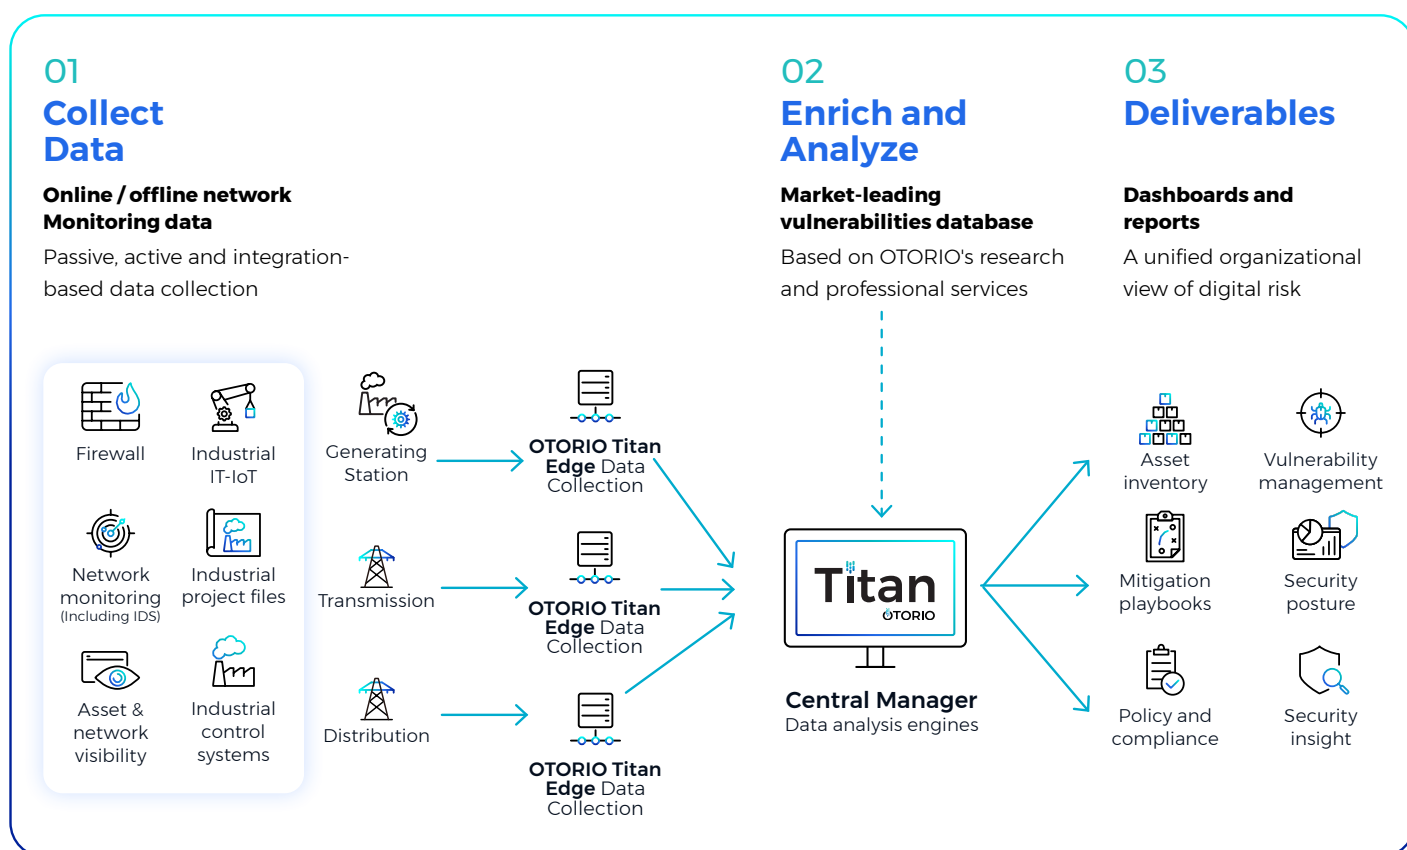 01
Collect
Data
Online / offline network
Monitoring data
Passive, active and integration-
based data collection
02
Enrich and
Analyze
Market-leading
vulnerabilities database
Based on OTORIO's research
and professional services
03
Deliverables
Dashboards and
reports
A unified organizational
view of digital risk
Firewall
Industrial
IT-IoT
Network
monitoring
(Including IDS)
Industrial
project files
Asset &
network
visibility
Industrial
control
systems
Generating
Station
Transmission
Distribution
OTORIO Titan
Edge Data
Collection
OTORIO Titan
Edge Data
Collection
OTORIO Titan
Edge Data
Collection
Titan
OTORIO
Central Manager
Data analysis engines
Asset
inventory
Vulnerability
management
Mitigation
playbooks
Security
posture
Policy and
compliance
Security
insight